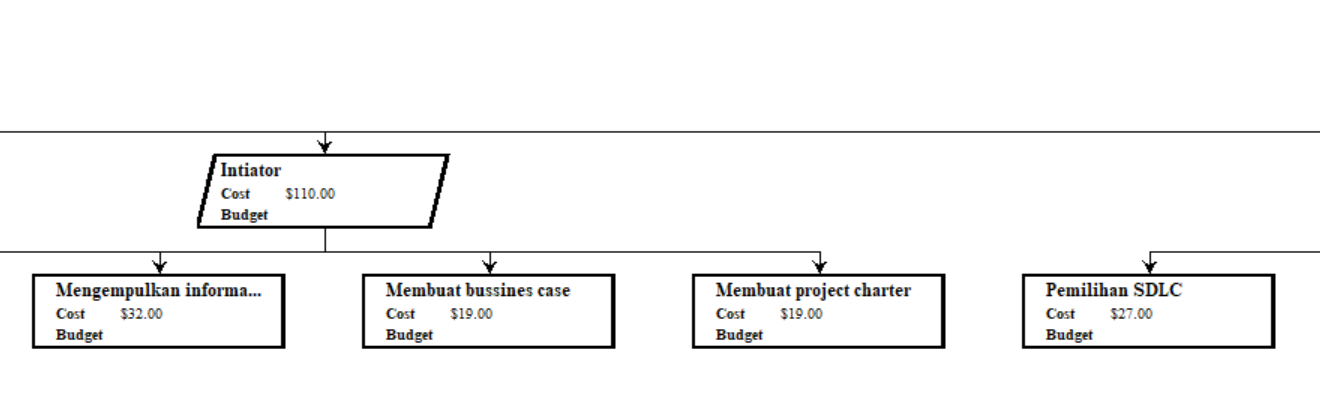 Intiator
Cost $110.00
Budget
Mengempulkan informa...
Cost $32.00
Budget
Membuat bussines case
Cost $19.00
Budget
Membuat project charter
Cost $19.00
Budget
Pemilihan SDLC
Cost $27.00
Budget